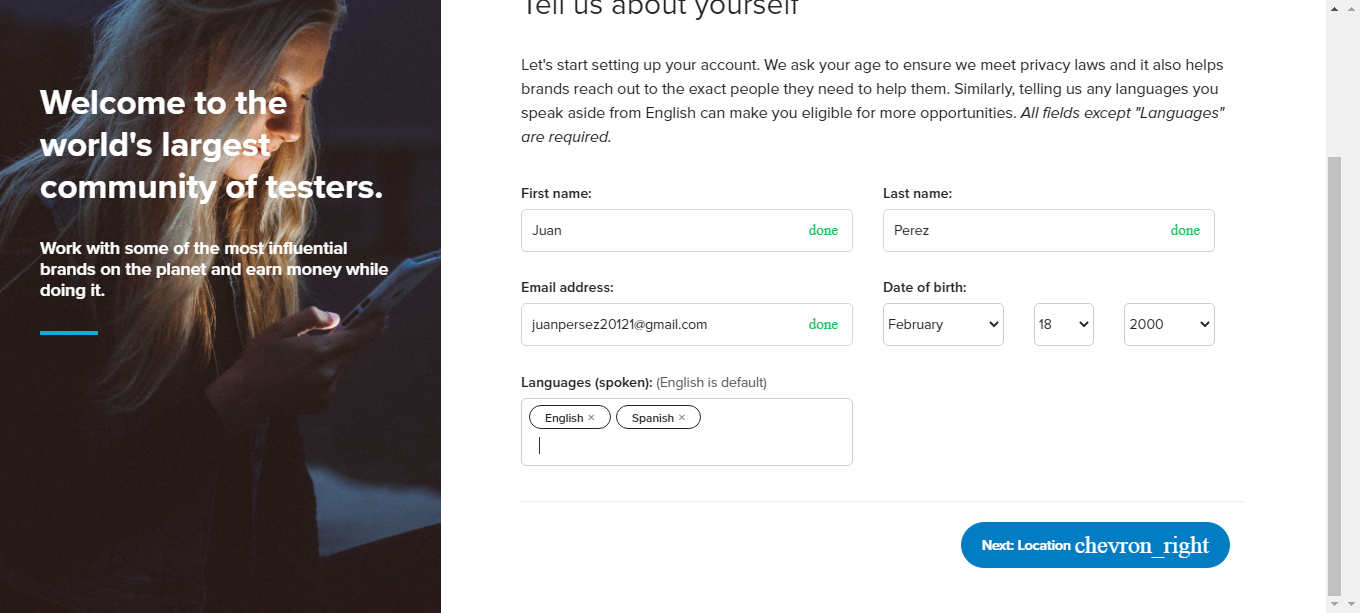 Tell us about yourself
Welcome to the
world's largest
community of testers.
Work with some of the most influential
brands on the planet and earn money while
doing it.
Let's start setting up your account. We ask your age to ensure we meet privacy laws and it also helps
brands reach out to the exact people they need to help them. Similarly, telling us any languages you
speak aside from English can make you eligible for more opportunities. All fields except "Languages"
are required.
First name:
Last name:
Juan done
Perez done
Email address:
Date of birth:
juanpersez20121@gmail.com done
February 18 2000
Languages (spoken): (English is default)
English × Spanish ×
Next: Location chevron_right